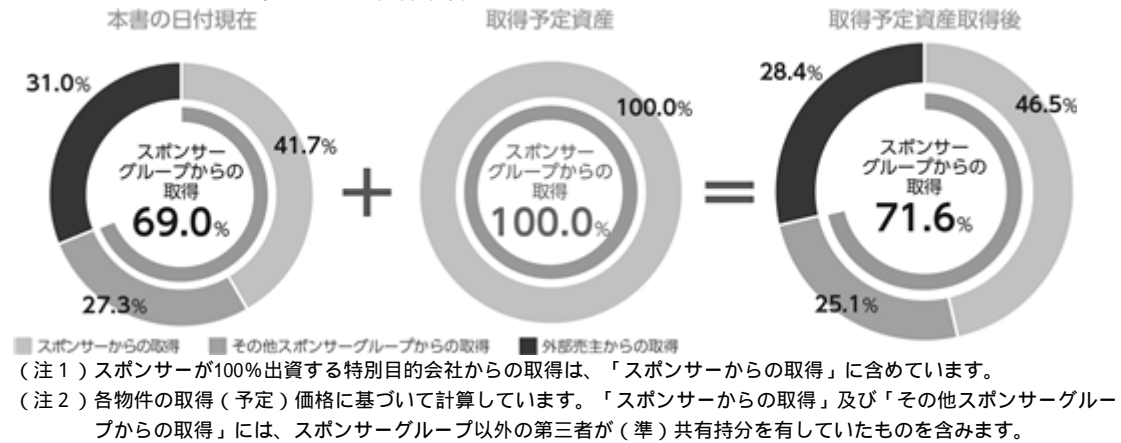 本書の日付現在
取得予定資産
取得予定資産取得後
31.0%
41.7%
27.3%
スポンサー
グループからの
取得
69.0%
+
100.0%
スポンサー
グループからの
取得
100.0%
=
28.4%
46.5%
25.1%
スポンサー
グループからの
取得
71.6%
スポンサーからの取得 その他スポンサーグループからの取得 外部売主からの取得
(注1)スポンサーが100%出資する特別目的会社からの取得は、「スポンサーからの取得」に含めています。
(注2)各物件の取得(予定)価格に基づいて計算しています。「スポンサーからの取得」及び「その他スポンサーグルー
プからの取得」には、スポンサーグループ以外の第三者が(準)共有持分を有していたものを含みます。